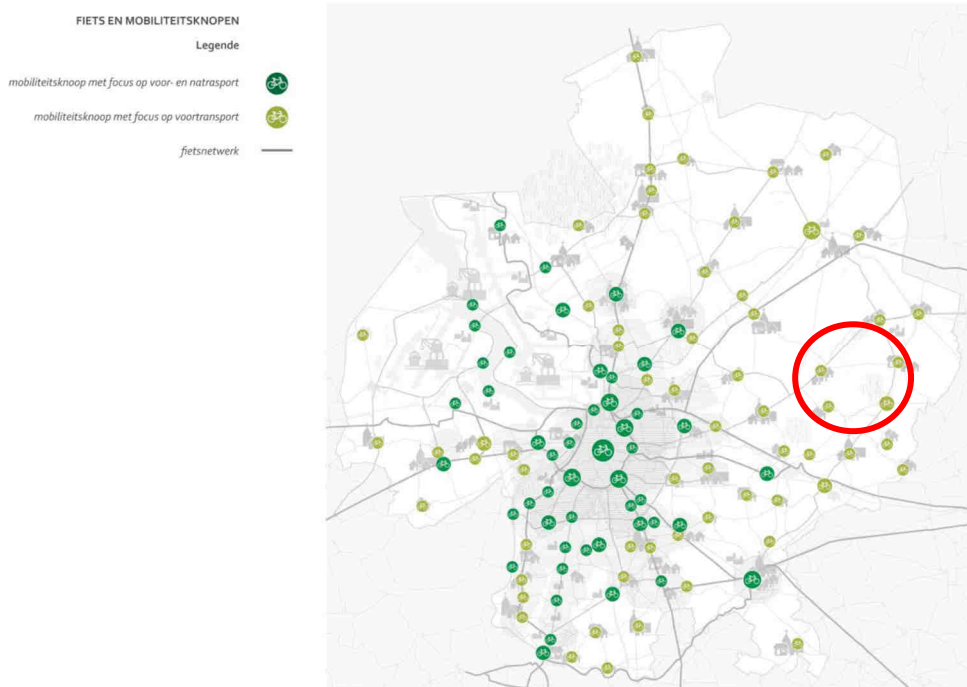 FIETS EN MOBILITEITSKNOPEN
Legende
mobiliteitsknoop met focus op voor- en natrasport
mobiliteitsknoop met focus op voortransport
fietsnetwerk